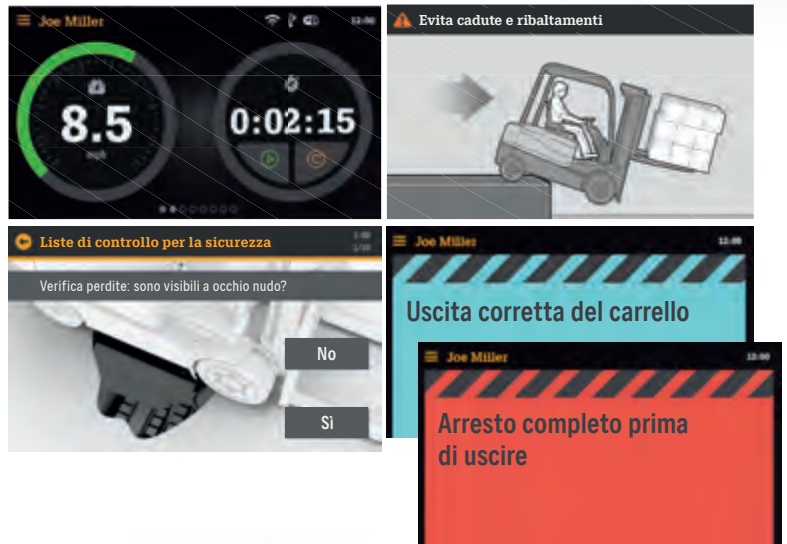 Joe Miller
12:00
8.5
mph
0:02:15
Evita cadute e ribaltamenti
Liste di controllo per la sicurezza
Verifica perdite: sono visibili a occhio nudo?
No
Sì
Joe Miller
12:00
Uscita corretta del carrello
Joe Miller
12:00
Arresto completo prima
di uscire